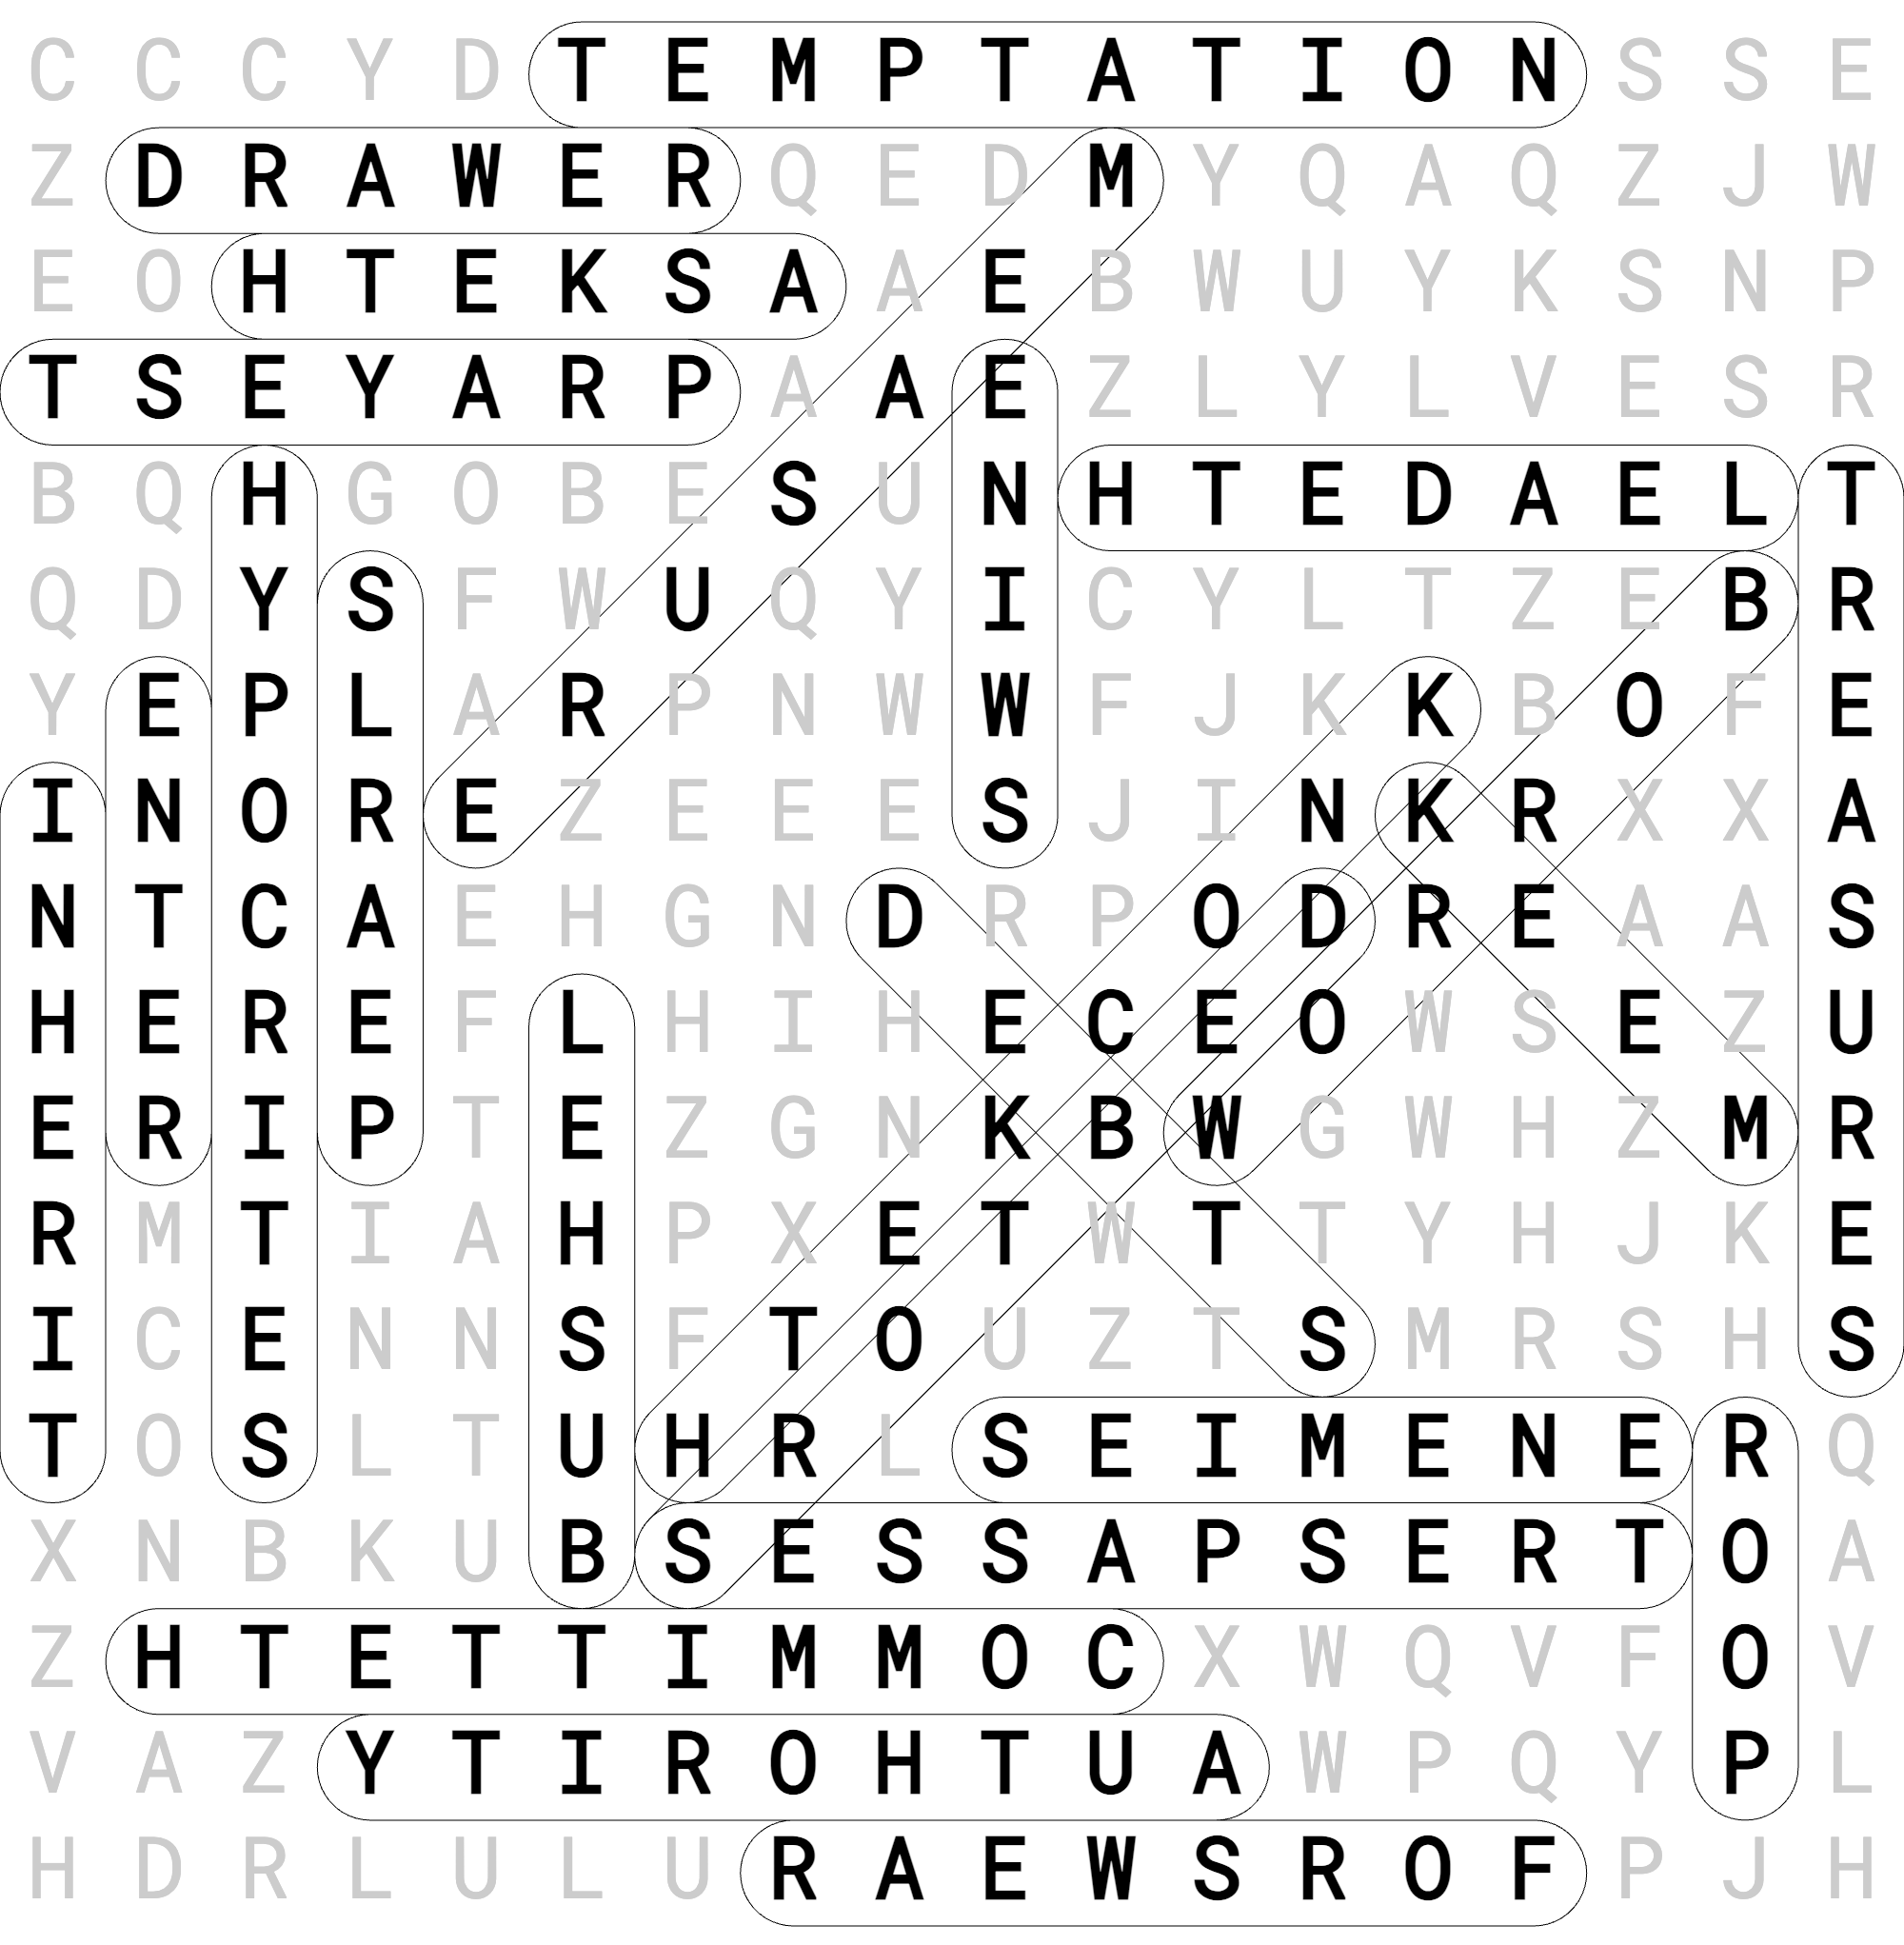 C C C Y D T E M P T A T I O N S S E
Z D R A W E R Q E D M Y Q A Q Z J W
E O H T E K S A A E B W U Y K S N P
T S E Y A R P A A E Z L Y L V E S R
B Q H G O B E S U N H T E D A E L T
Q D Y S F W U Q Y I C Y L T Z E B R
Y E P L A R P N W W F J K K B O F E
I N O R E Z E E E S J I N K R X X A
N T C A E H G N D R P O D R E A A S
H E R E F L H I H E C E O W S E Z U
E R I P T E Z G N K B W G W H Z M R
R M T I A H P X E T W T T Y H J K E
I C E N N S F T O U Z T S M R S H S
T O S L T U H R L S E I M E N E R Q
X N B K U B S E S S A P S E R T O A
Z H T E T T I M M O C X W Q V F O V
V A Z Y T I R O H T U A W P Q Y P L
H D R L U L U R A E W S R O F P J H